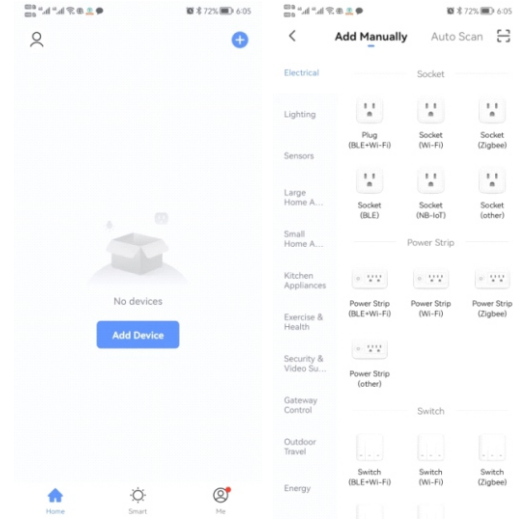 72% 6:05
No devices
Add Device
Home
Smart
Me
72% 6:05
Add Manually
Auto Scan
Electrical
Lighting
Sensors
Large
Home A...
Small
Home A...
Kitchen
Appliances
Exercise &
Health
Security &
Video Su...
Gateway
Control
Outdoor
Travel
Energy
Socket
Plug
(BLE+Wi-Fi)
Socket
(Wi-Fi)
Socket
(Zigbee)
Socket
(BLE)
Socket
(NB-IoT)
Socket
(other)
Power Strip
Power Strip
(BLE+Wi-Fi)
Power Strip
(Wi-Fi)
Power Strip
(Zigbee)
Power Strip
(other)
Switch
Switch
(BLE+Wi-Fi)
Switch
(Wi-Fi)
Switch
(Zigbee)